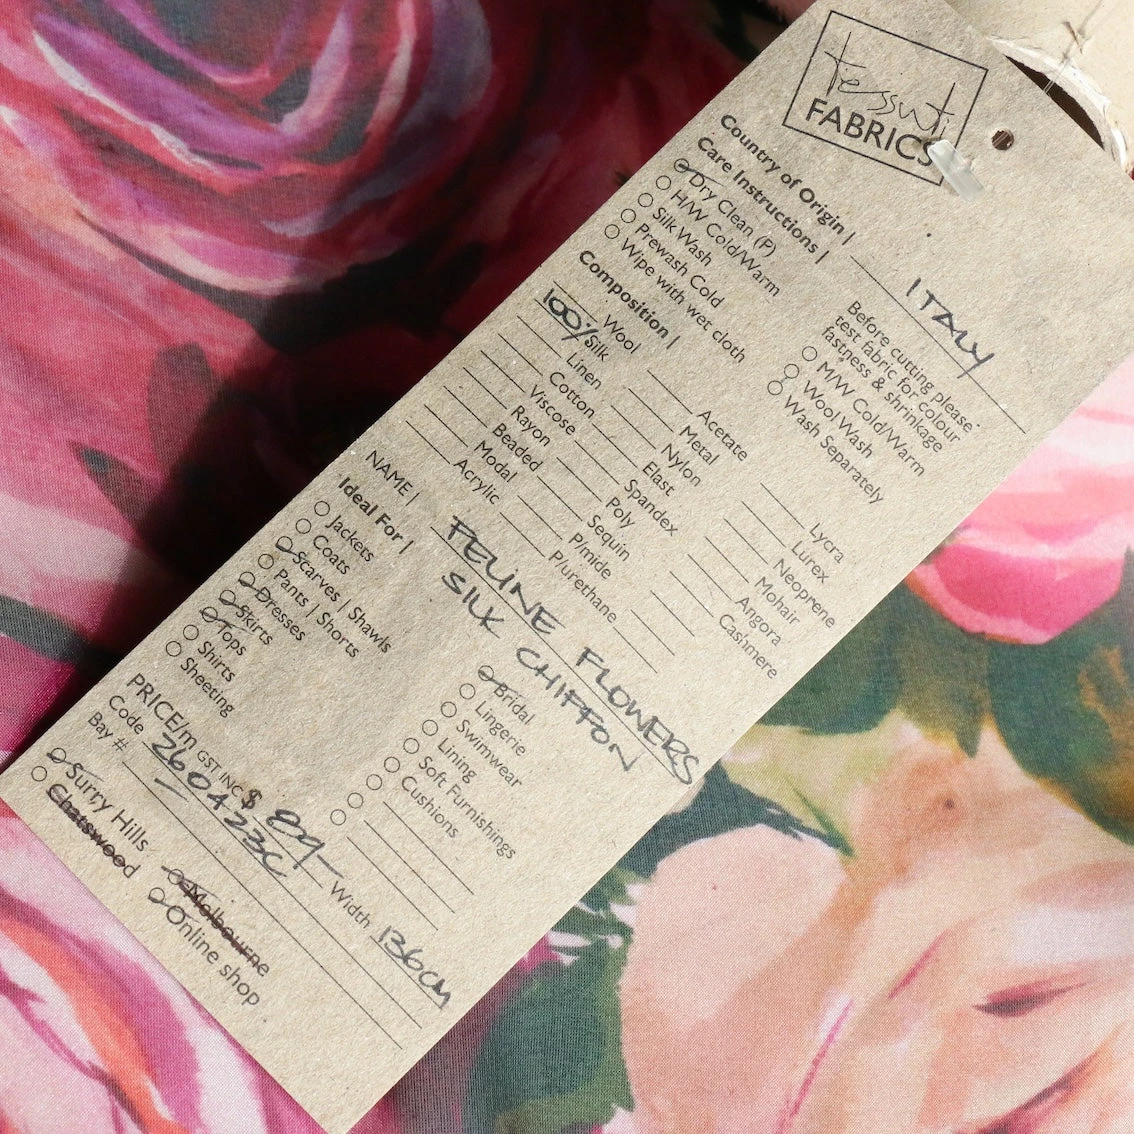 tessuti
FABRICS
Country of Origin | ITALY
Care Instructions |
Dry Clean (P)
H/W Cold/Warm
Silk Wash
Prewash Cold
Wipe with wet cloth
Before cutting please
test fabric for colour
fastness & shrinkage
M/W Cold/Warm
Wool Wash
Wash Separately
Composition |
Wool
100% Silk
Linen
Cotton
Viscose
Rayon
Beaded
Modal
Acrylic
Acetate
Metal
Nylon
Elast
Spandex
Poly
Sequin
P/mide
P/urethane
Lycra
Lurex
Neoprene
Mohair
Angora
Cashmere
NAME | FELINE FLOWERS
SILK CHIFFON
Ideal For |
Jackets
Coats
Scarves | Shawls
Pants | Shorts
Dresses
Skirts
Tops
Shirts
Sheeting
Bridal
Lingerie
Swimwear
Lining
Soft Furnishings
Cushions
PRICE/m GST INC $ 89- Width 136cm
Code 260423C
Bay #
Surry Hills
Chatswood
Melbourne
Online shop